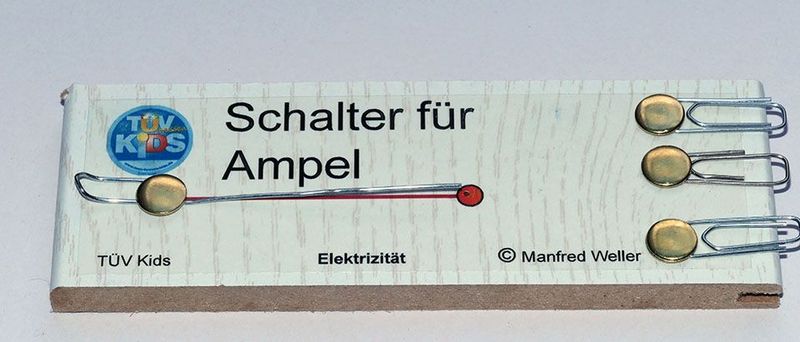 TÜV
KiDS
Schalter für
Ampel
TÜV Kids
Elektrizität
© Manfred Weller